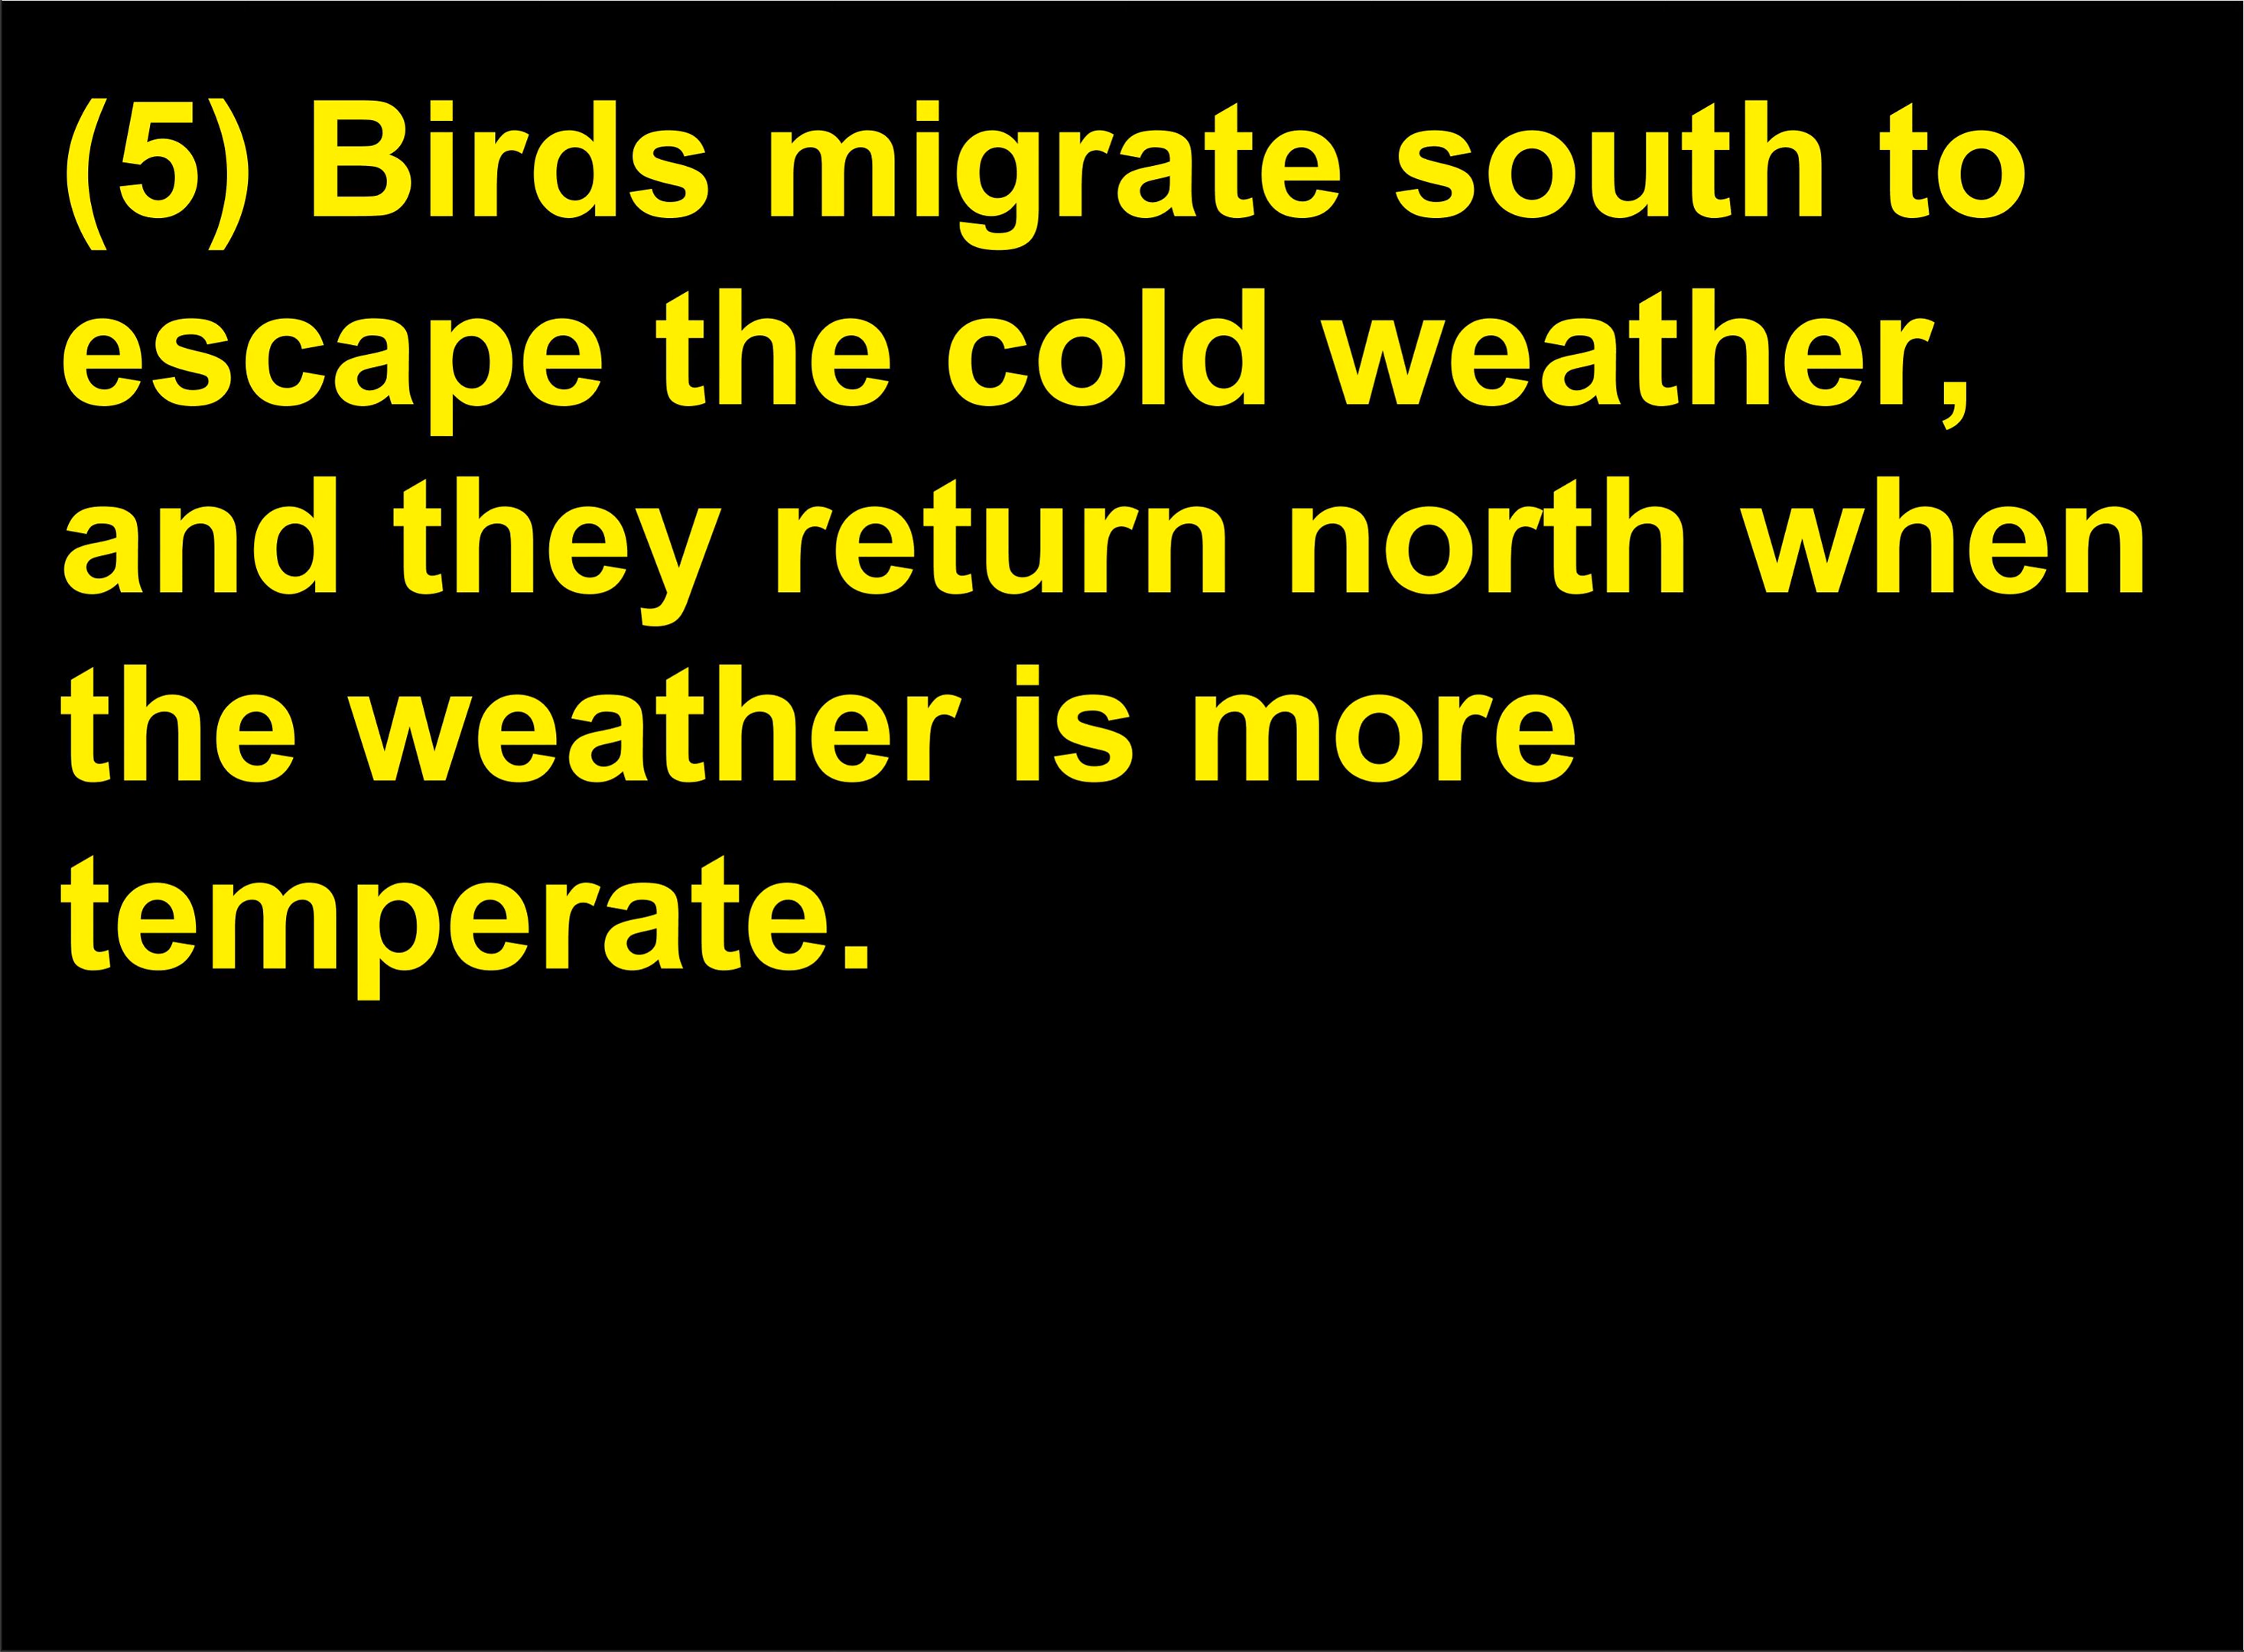 (5) Birds migrate south to
escape the cold weather,
and they return north when
the weather is more
temperate.